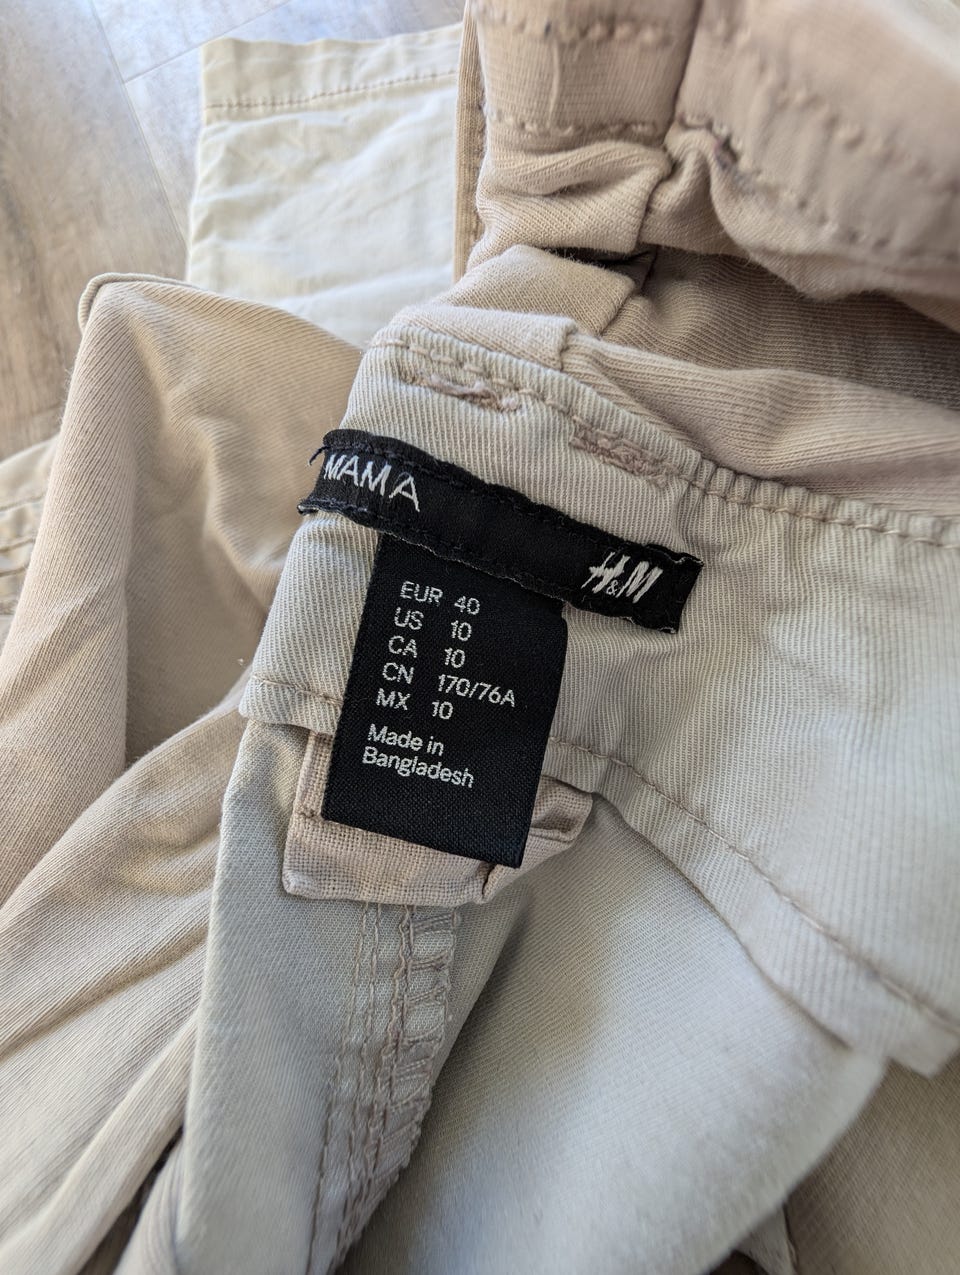 MAMA
H&M
EUR 40
US 10
CA 10
CN 170/76A
MX 10
Made in
Bangladesh